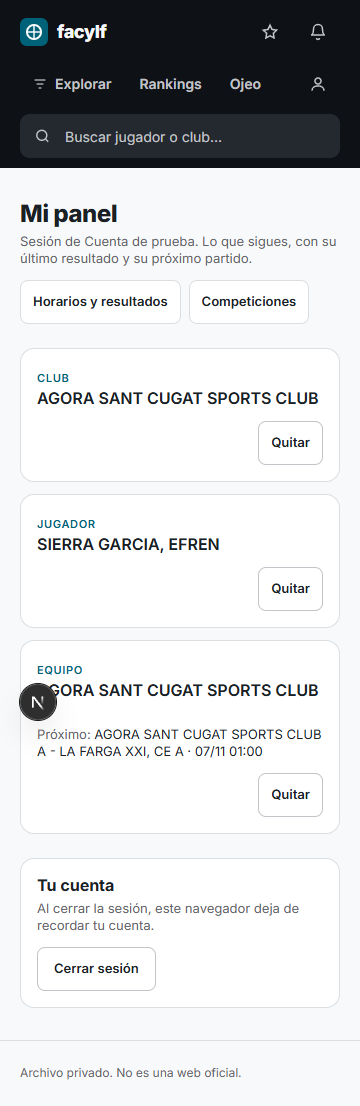 facylf
Explorar
Rankings
Ojeo
Buscar jugador o club...
Mi panel
Sesión de Cuenta de prueba. Lo que sigues, con su
último resultado y su próximo partido.
Horarios y resultados
Competiciones
CLUB
AGORA SANT CUGAT SPORTS CLUB
Quitar
JUGADOR
SIERRA GARCIA, EFREN
Quitar
EQUIPO
AGORA SANT CUGAT SPORTS CLUB
N
Próximo: AGORA SANT CUGAT SPORTS CLUB
A - LA FARGA XXI, CE A · 07/11 01:00
Quitar
Tu cuenta
Al cerrar la sesión, este navegador deja de
recordar tu cuenta.
Cerrar sesión
Archivo privado. No es una web oficial.